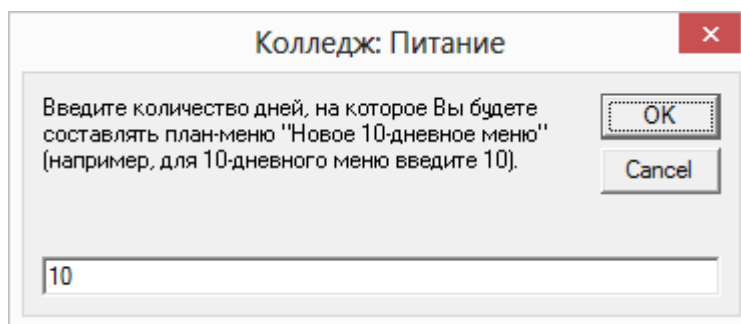 Колледж: Питание
×
Введите количество дней, на которое Вы будете
составлять план-меню "Новое 10-дневное меню"
(например, для 10-дневного меню введите 10).
OK
Cancel
10